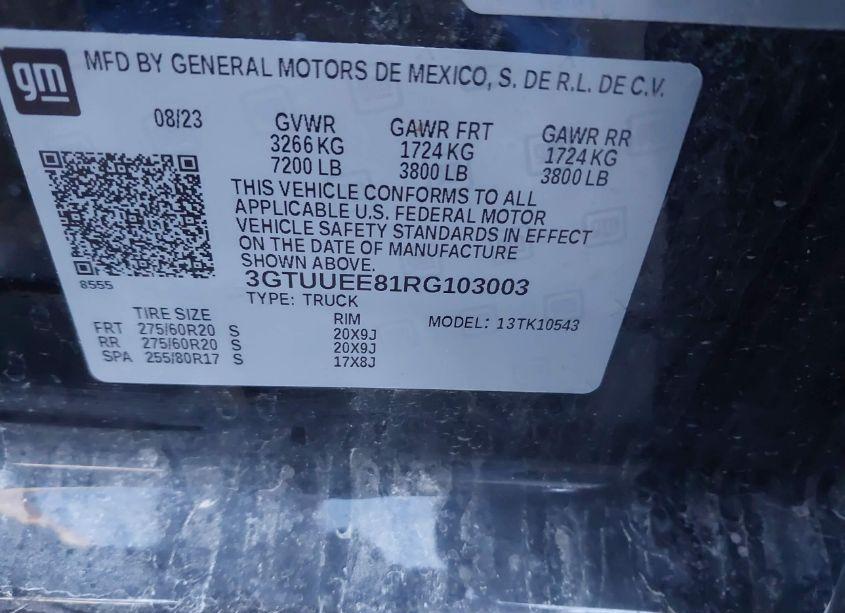 gm
MFD BY GENERAL MOTORS DE MEXICO, S. DE R.L. DE C.V.
08/23
GVWR
3266 KG
7200 LB
GAWR FRT
1724 KG
3800 LB
GAWR RR
1724 KG
3800 LB
THIS VEHICLE CONFORMS TO ALL
APPLICABLE U.S. FEDERAL MOTOR
VEHICLE SAFETY STANDARDS IN EFFECT
ON THE DATE OF MANUFACTURE
SHOWN ABOVE.
8555
3GTUUEE81RG103003
TYPE: TRUCK
MODEL: 13TK10543
TIRE SIZE RIM
FRT 275/60R20 S 20X9J
RR 275/60R20 S 20X9J
SPA 255/80R17 S 17X8J